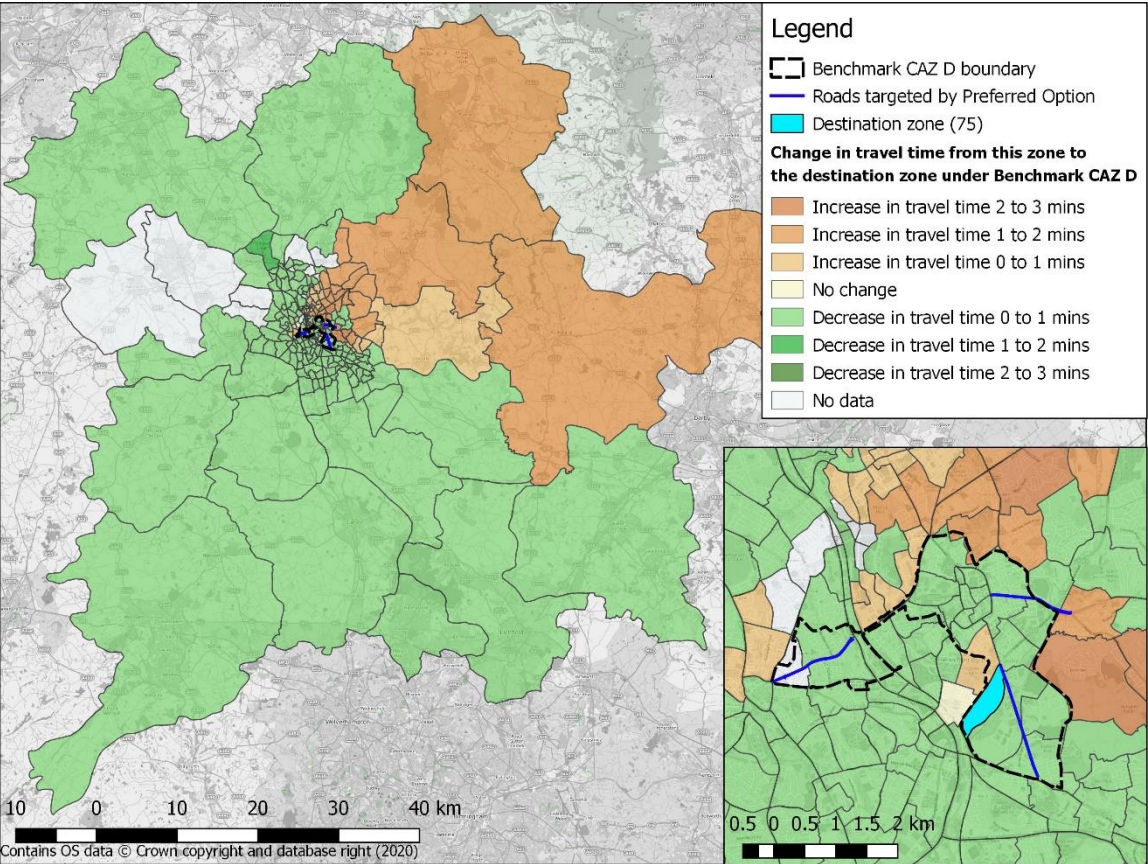 Legend
Benchmark CAZ D boundary
Roads targeted by Preferred Option
Destination zone (75)
Change in travel time from this zone to
the destination zone under Benchmark CAZ D
Increase in travel time 2 to 3 mins
Increase in travel time 1 to 2 mins
Increase in travel time 0 to 1 mins
No change
Decrease in travel time 0 to 1 mins
Decrease in travel time 1 to 2 mins
Decrease in travel time 2 to 3 mins
No data
10 0 10 20 30 40 km
Contains OS data © Crown copyright and database right (2020)
0.5 0 0.5 1 1.5 2 km